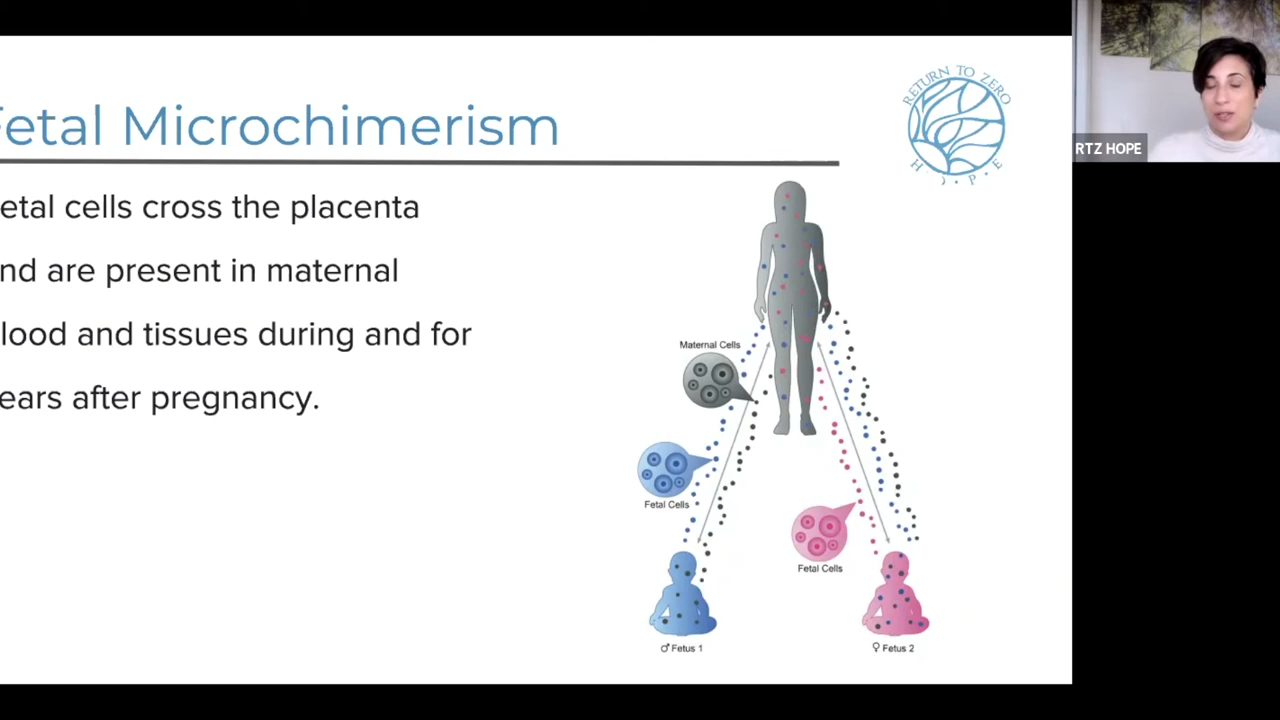 Fetal Microchimerism
etal cells cross the placenta
nd are present in maternal
lood and tissues during and for
ears after pregnancy.
RETURN TO ZERO
H O P E
RTZ HOPE
Maternal Cells
Fetal Cells
Fetal Cells
♂ Fetus 1
♀ Fetus 2